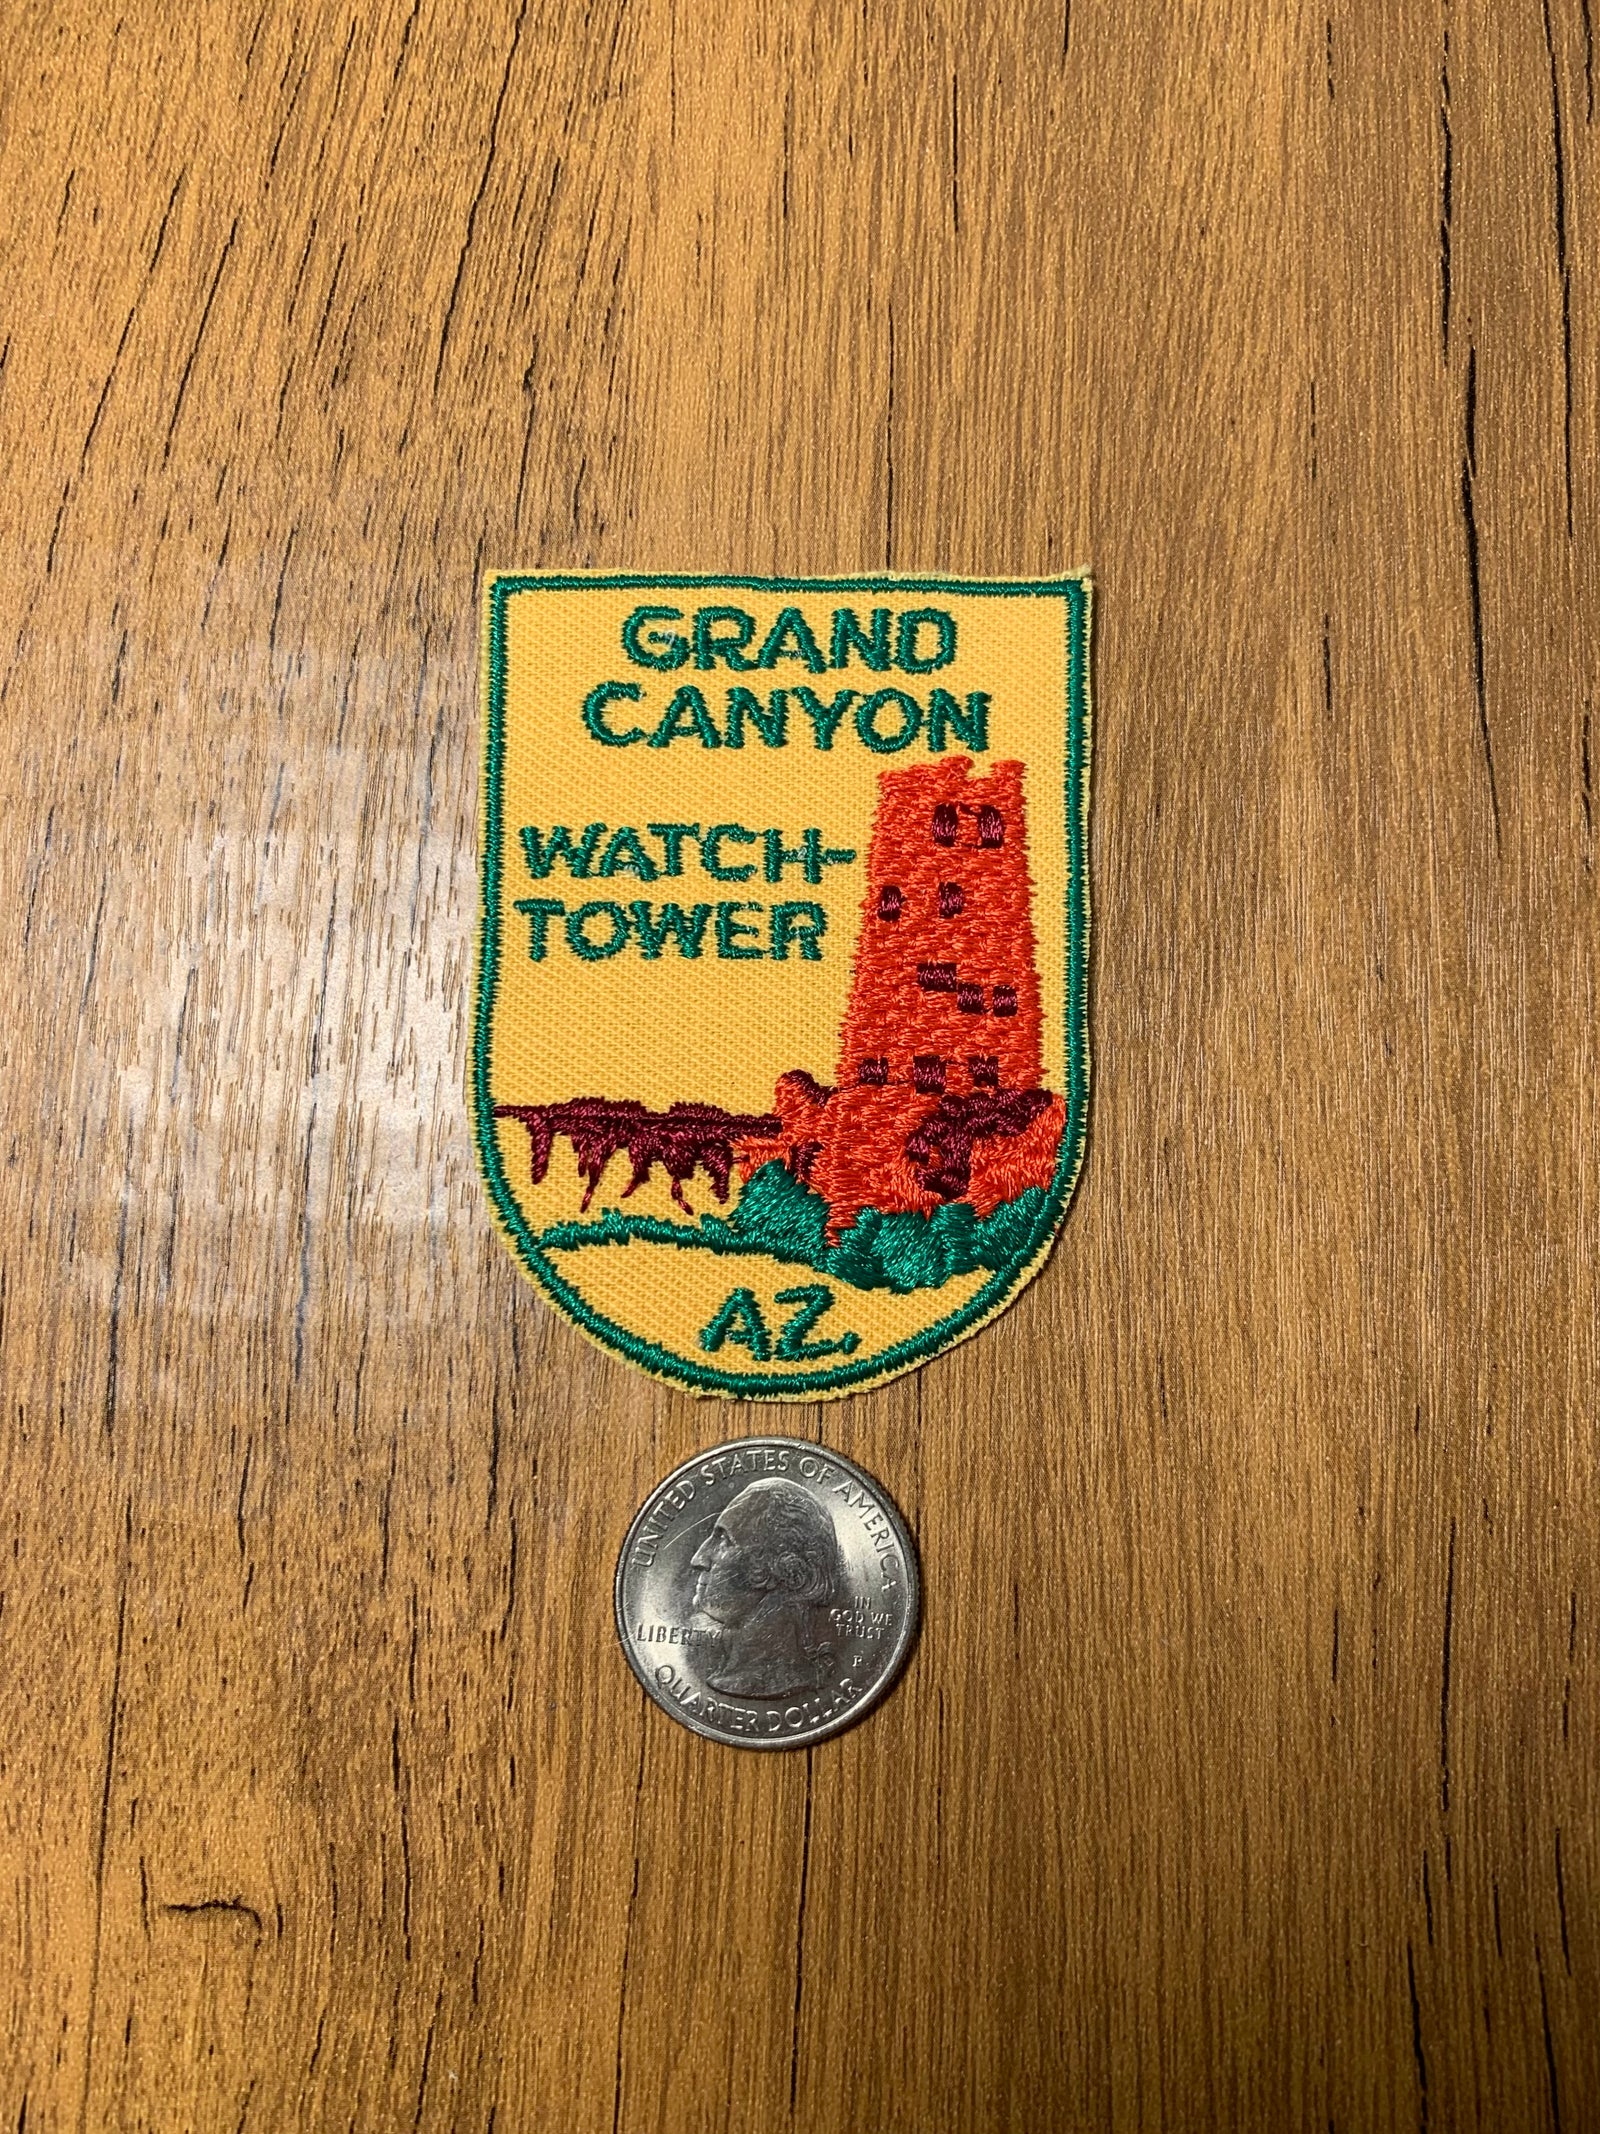 GRAND
CANYON
WATCH-
TOWER
AZ.
UNITED STATES OF AMERICA
LIBERTY
IN
GOD WE
TRUST
P
QUARTER DOLLAR